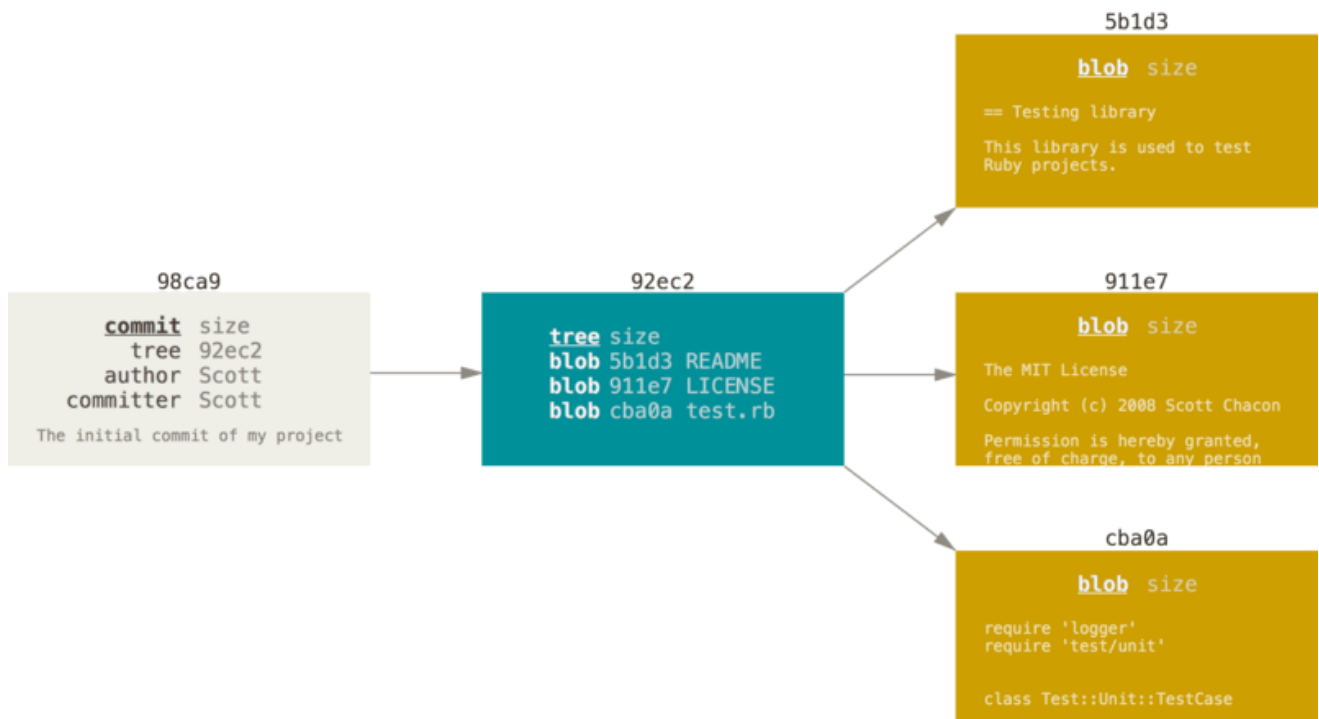 98ca9
commit size
tree 92ec2
author Scott
committer Scott
The initial commit of my project
92ec2
tree size
blob 5b1d3 README
blob 911e7 LICENSE
blob cba0a test.rb
5b1d3
blob size
== Testing library
This library is used to test
Ruby projects.
911e7
blob size
The MIT License
Copyright (c) 2008 Scott Chacon
Permission is hereby granted,
free of charge, to any person
cba0a
blob size
require 'logger'
require 'test/unit'
class Test::Unit::TestCase